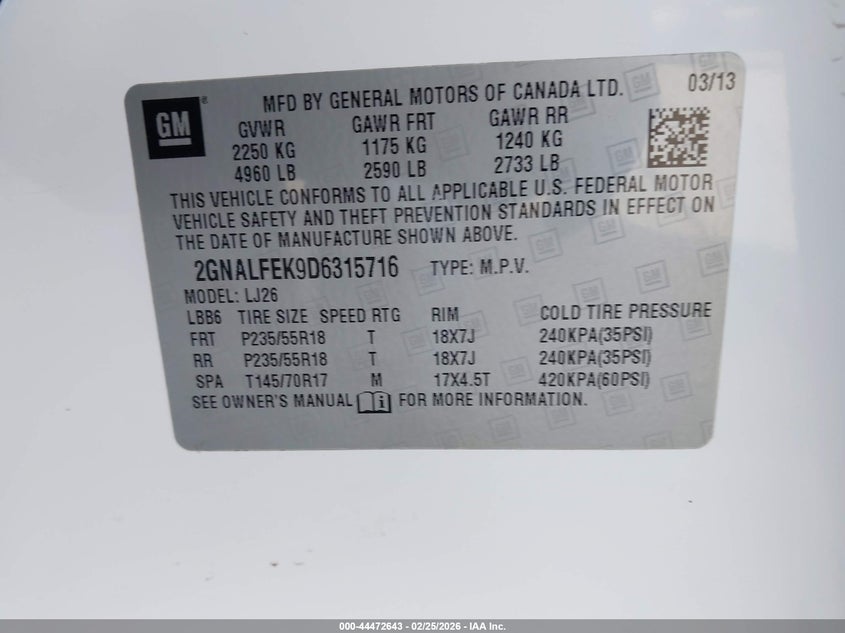 GM ® MFD BY GENERAL MOTORS OF CANADA LTD. 03/13
GVWR GAWR FRT GAWR RR
2250 KG 1175 KG 1240 KG
4960 LB 2590 LB 2733 LB
THIS VEHICLE CONFORMS TO ALL APPLICABLE U.S. FEDERAL MOTOR
VEHICLE SAFETY AND THEFT PREVENTION STANDARDS IN EFFECT ON
THE DATE OF MANUFACTURE SHOWN ABOVE.
2GNALFEK9D6315716 TYPE: M.P.V.
MODEL: LJ26
LBB6 TIRE SIZE SPEED RTG RIM COLD TIRE PRESSURE
FRT P235/55R18 T 18X7J 240KPA(35PSI)
RR P235/55R18 T 18X7J 240KPA(35PSI)
SPA T145/70R17 M 17X4.5T 420KPA(60PSI)
SEE OWNER'S MANUAL FOR MORE INFORMATION.
000-44472643 - 02/25/2026 - IAA Inc.